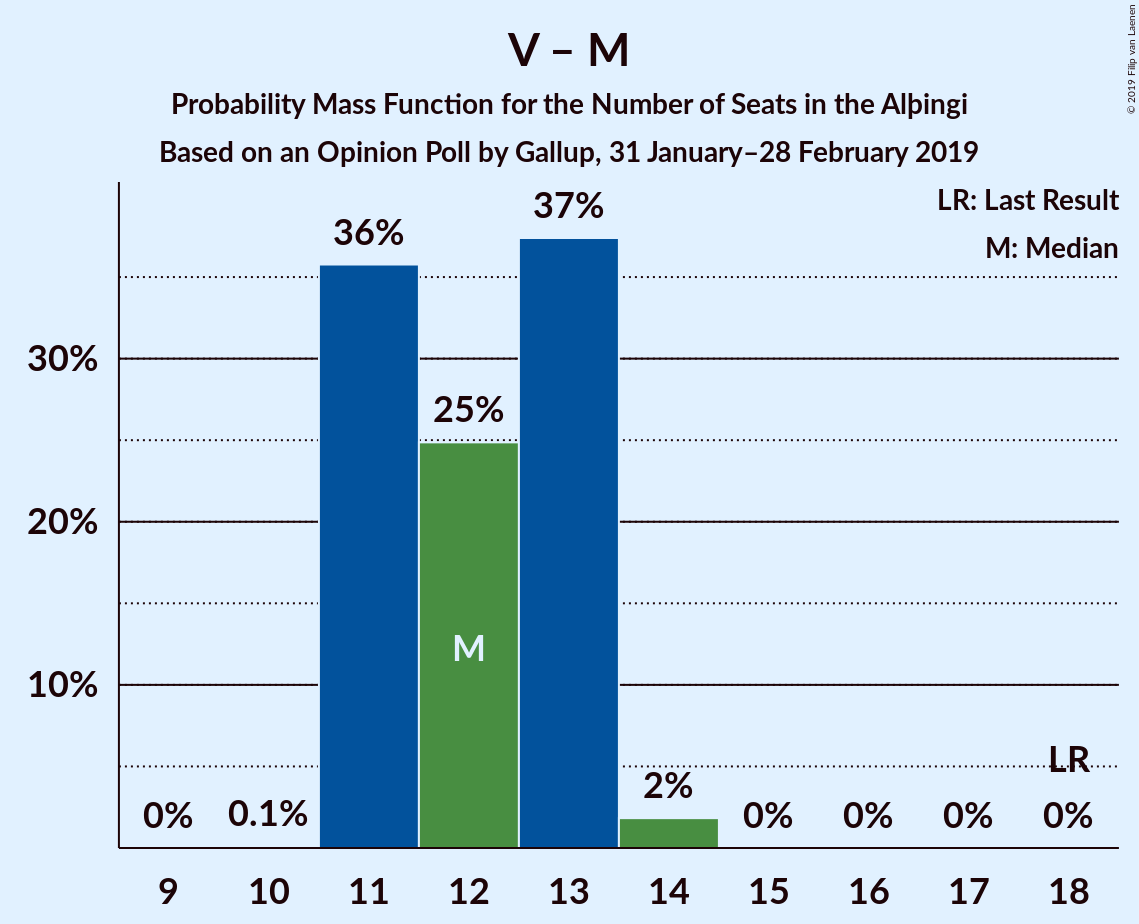 V – M
Probability Mass Function for the Number of Seats in the Alþingi
Based on an Opinion Poll by Gallup, 31 January–28 February 2019
© 2019 Filip van Laenen
LR: Last Result
M: Median
30%
20%
10%
0%
0.1%
36%
25%
37%
2%
0%
0%
0%
0%
M
LR
9
10
11
12
13
14
15
16
17
18